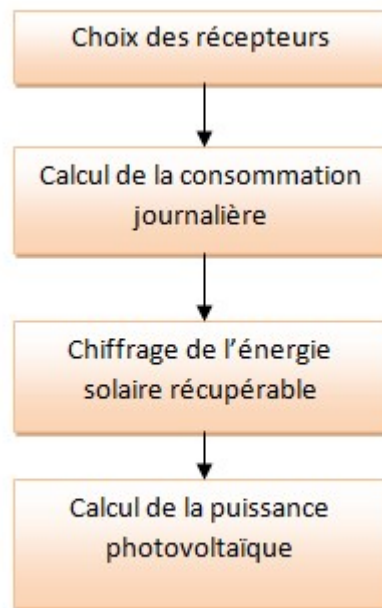 Choix des récepteurs
Calcul de la consommation
journalière
Chiffrage de l’énergie
solaire récupérable
Calcul de la puissance
photovoltaïque